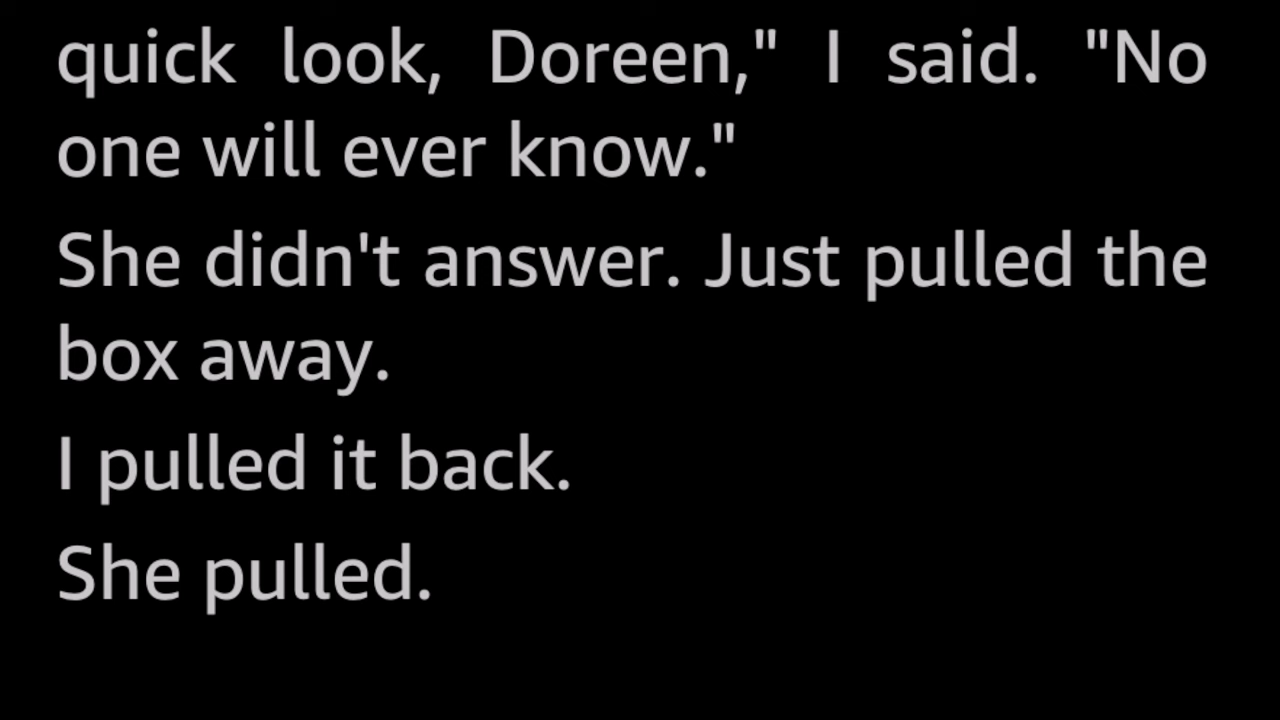 quick look, Doreen," I said. "No
one will ever know."
She didn't answer. Just pulled the
box away.
I pulled it back.
She pulled.